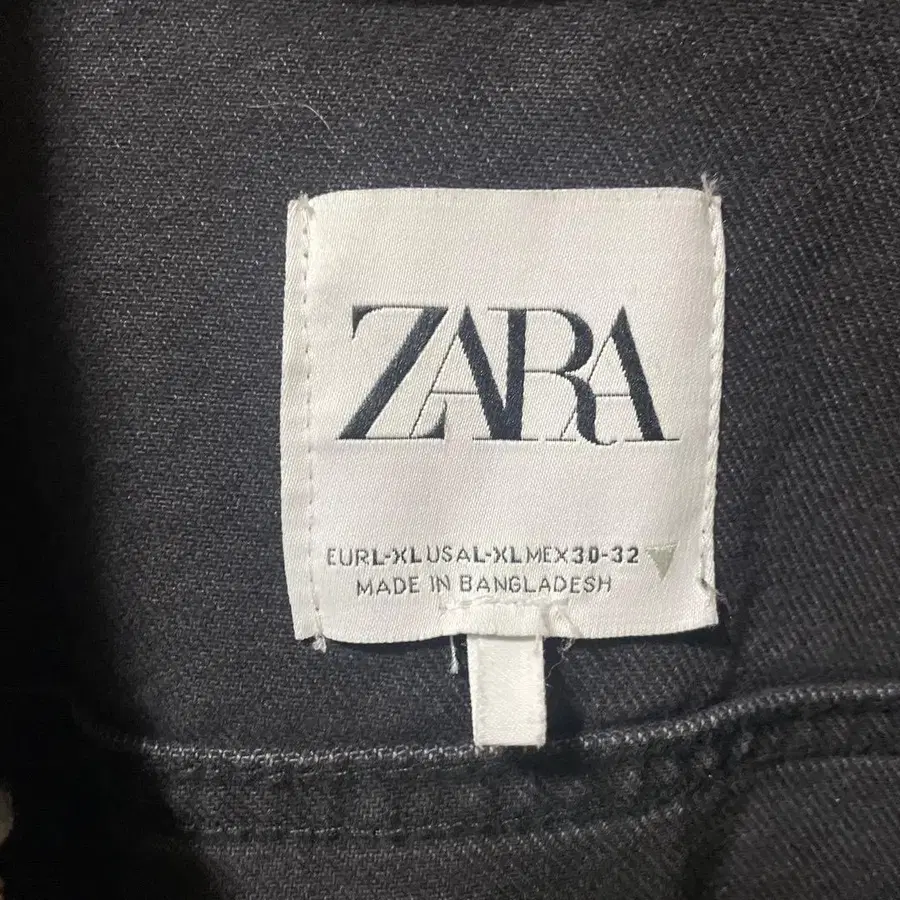 ZARA
EURL-XLUSAL-XLMEX30-32
MADE IN BANGLADESH